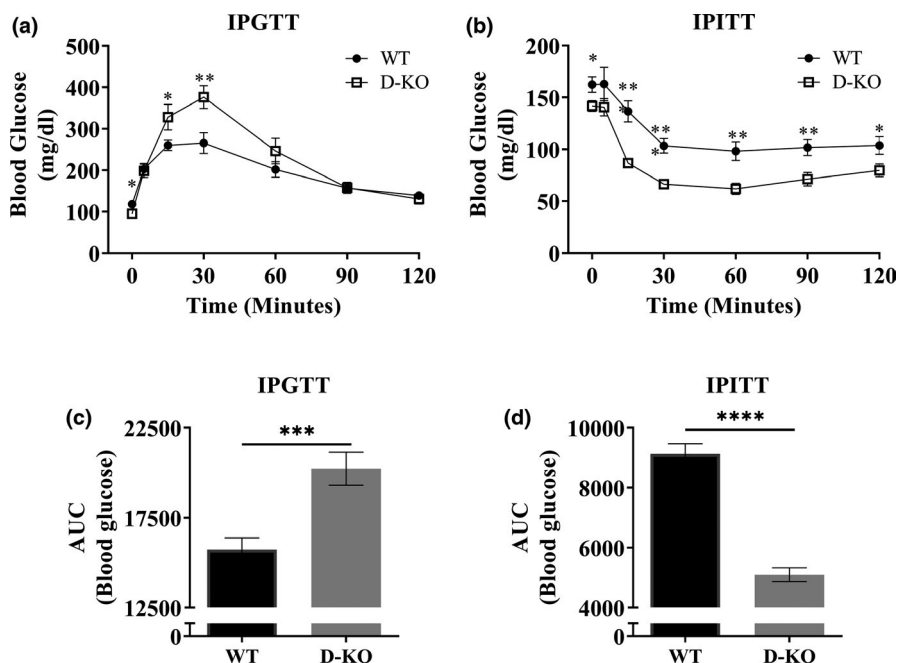 (a)
IPGTT
500
400
300
200
100
0
Blood Glucose
(mg/dl)
WT
D-KO
*
*
**
0 30 60 90 120
Time (Minutes)
(b)
IPITT
200
150
100
50
0
Blood Glucose
(mg/dl)
WT
D-KO
*
**
*
**
*
**
**
*
0 30 60 90 120
Time (Minutes)
(c)
IPGTT
22500
17500
12500
0
AUC
(Blood glucose)
***
WT D-KO
(d)
IPITT
10000
8000
6000
4000
0
AUC
(Blood glucose)
****
WT D-KO